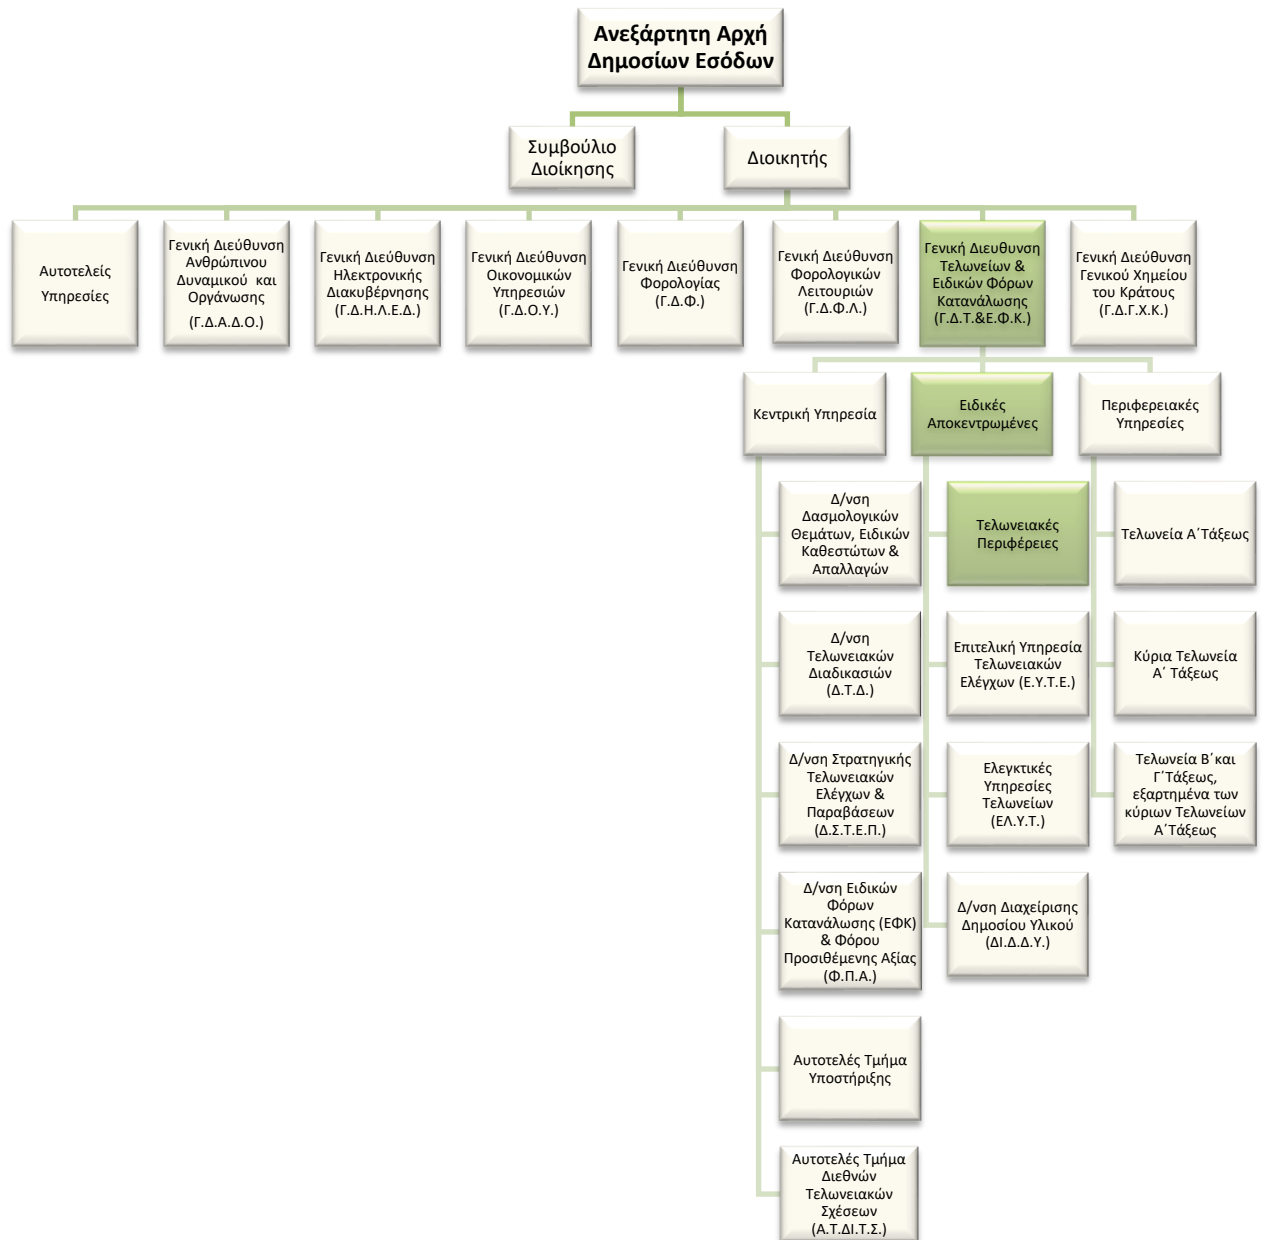 Ανεξάρτητη Αρχή
Δημοσίων Εσόδων
Συμβούλιο
Διοίκησης
Διοικητής
Αυτοτελείς
Υπηρεσίες
Γενική Διεύθυνση
Ανθρώπινου
Δυναμικού και
Οργάνωσης
(Γ.Δ.Α.Δ.Ο.)
Γενική Διεύθυνση
Ηλεκτρονικής
Διακυβέρνησης
(Γ.Δ.Η.Λ.Ε.Δ.)
Γενική Διεύθυνση
Οικονομικών
Υπηρεσιών
(Γ.Δ.Ο.Υ.)
Γενική Διεύθυνση
Φορολογίας
(Γ.Δ.Φ.)
Γενική Διεύθυνση
Φορολογικών
Λειτουριών
(Γ.Δ.Φ.Λ.)
Γενική Διευθυνση
Τελωνείων &
Ειδικών Φόρων
Κατανάλωσης
(Γ.Δ.Τ.&Ε.Φ.Κ.)
Γενική Διεύθυνση
Γενικού Χημείου
του Κράτους
(Γ.Δ.Γ.Χ.Κ.)
Κεντρική Υπηρεσία
Ειδικές
Αποκεντρωμένες
Περιφερειακές
Υπηρεσίες
Δ/νση
Δασμολογικών
Θεμάτων, Ειδικών
Καθεστώτων &
Απαλλαγών
Δ/νση
Τελωνειακών
Διαδικασιών
(Δ.Τ.Δ.)
Δ/νση Στρατηγικής
Τελωνειακών
Ελέγχων &
Παραβάσεων
(Δ.Σ.Τ.Ε.Π.)
Δ/νση Ειδικών
Φόρων
Κατανάλωσης (ΕΦΚ)
& Φόρου
Προσιθέμενης Αξίας
(Φ.Π.Α.)
Αυτοτελές Τμήμα
Υποστήριξης
Αυτοτελές Τμήμα
Διεθνών
Τελωνειακών
Σχέσεων
(Α.Τ.ΔΙ.Τ.Σ.)
Τελωνειακές
Περιφέρειες
Επιτελική Υπηρεσία
Τελωνειακών
Ελέγχων (Ε.Υ.Τ.Ε.)
Ελεγκτικές
Υπηρεσίες
Τελωνείων
(ΕΛ.Υ.Τ.)
Δ/νση Διαχείρισης
Δημοσίου Υλικού
(ΔΙ.Δ.Δ.Υ.)
Τελωνεία Α΄Τάξεως
Κύρια Τελωνεία
Α΄ Τάξεως
Τελωνεία Β΄και
Γ΄Τάξεως,
εξαρτημένα των
κύριων Τελωνείων
Α΄Τάξεως